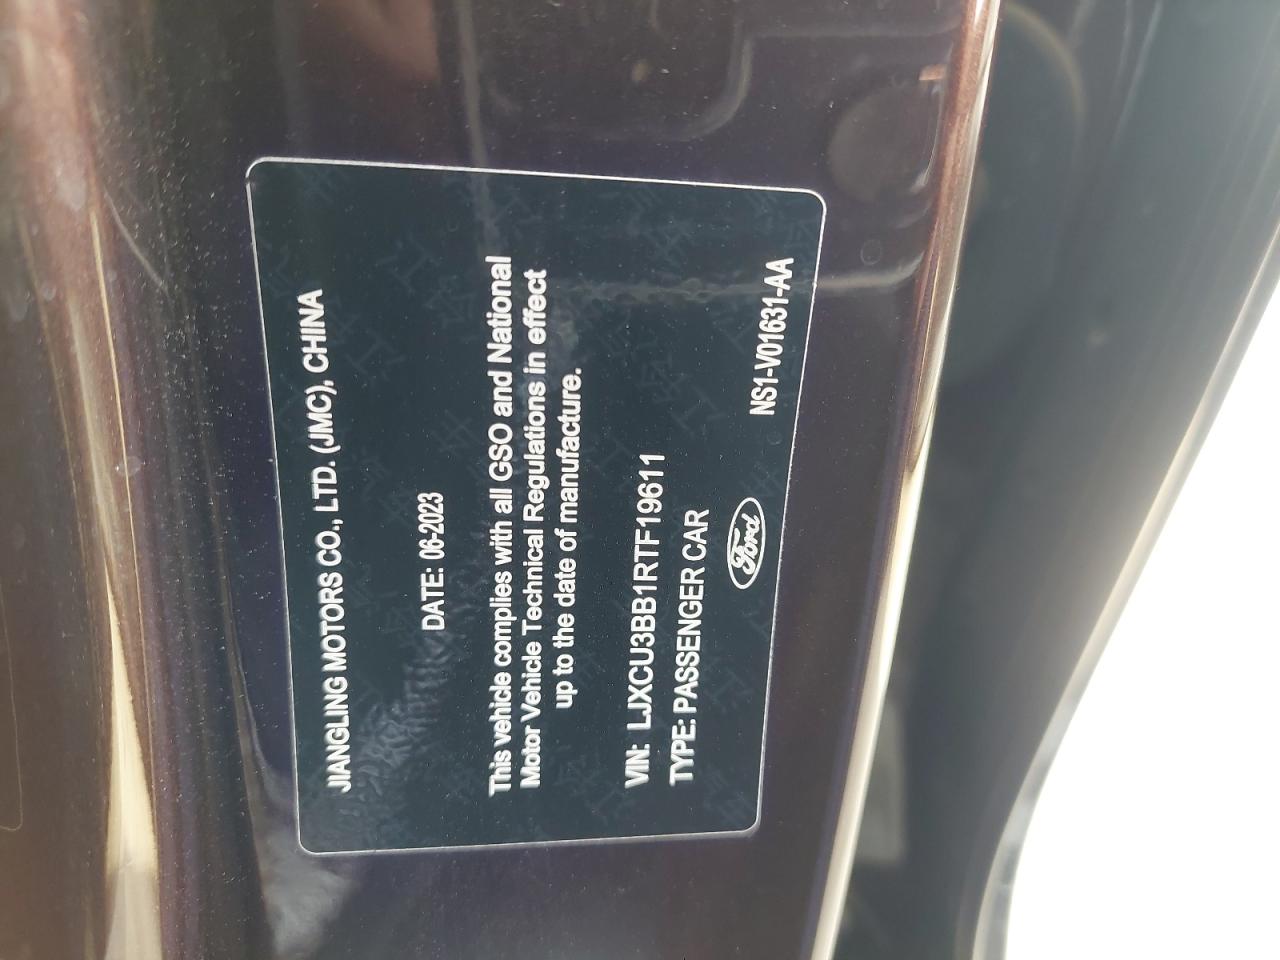 JIANGLING MOTORS CO., LTD. (JMC), CHINA
DATE: 06-2023
This vehicle complies with all GSO and National
Motor Vehicle Technical Regulations in effect
up to the date of manufacture.
VIN: LJXCU3BB1RTF19611
TYPE: PASSENGER CAR
Ford
NS1-V01631-AA